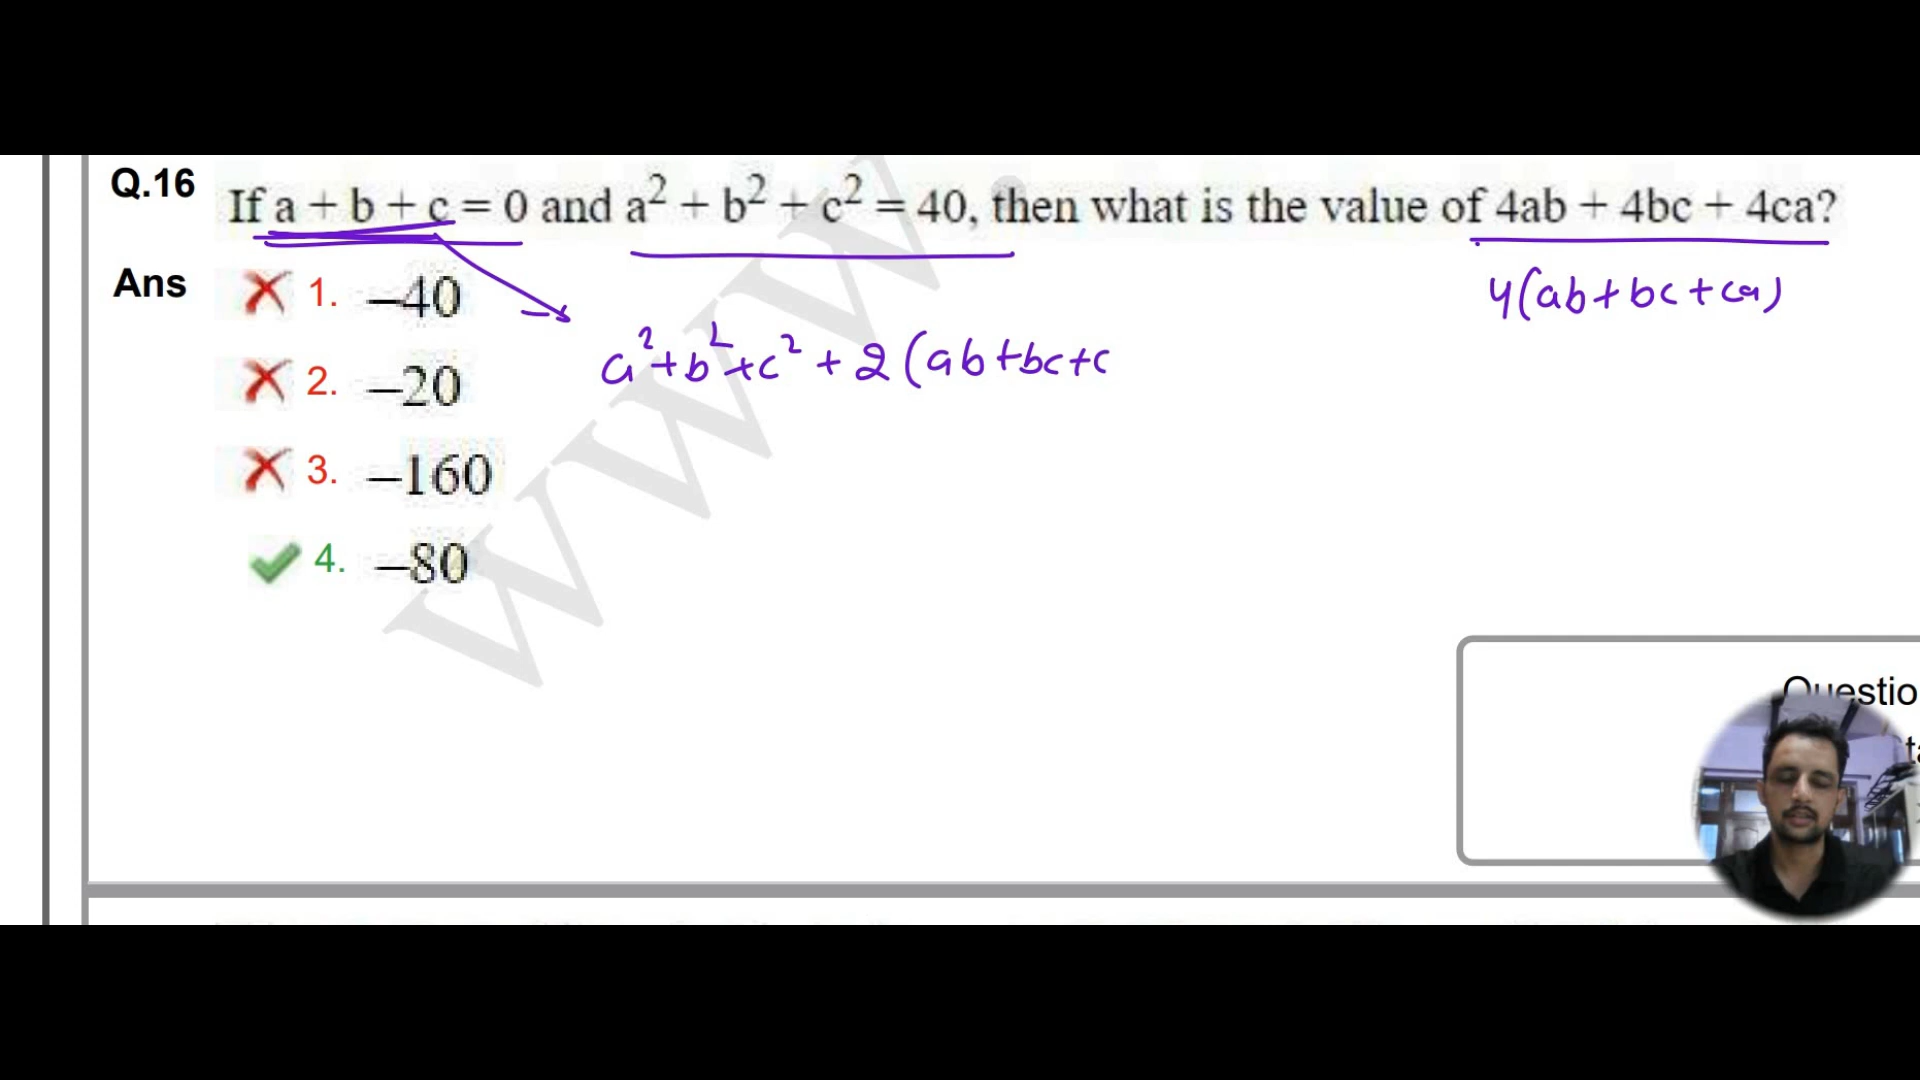 Q.16 If a + b + c = 0 and a² + b² + c² = 40, then what is the value of 4ab + 4bc + 4ca?
4(ab+bc+ca)
Ans
1. –40
a²+b²+c²+2(ab+bc+c
2. –20
3. –160
4. –80
www.
Questio